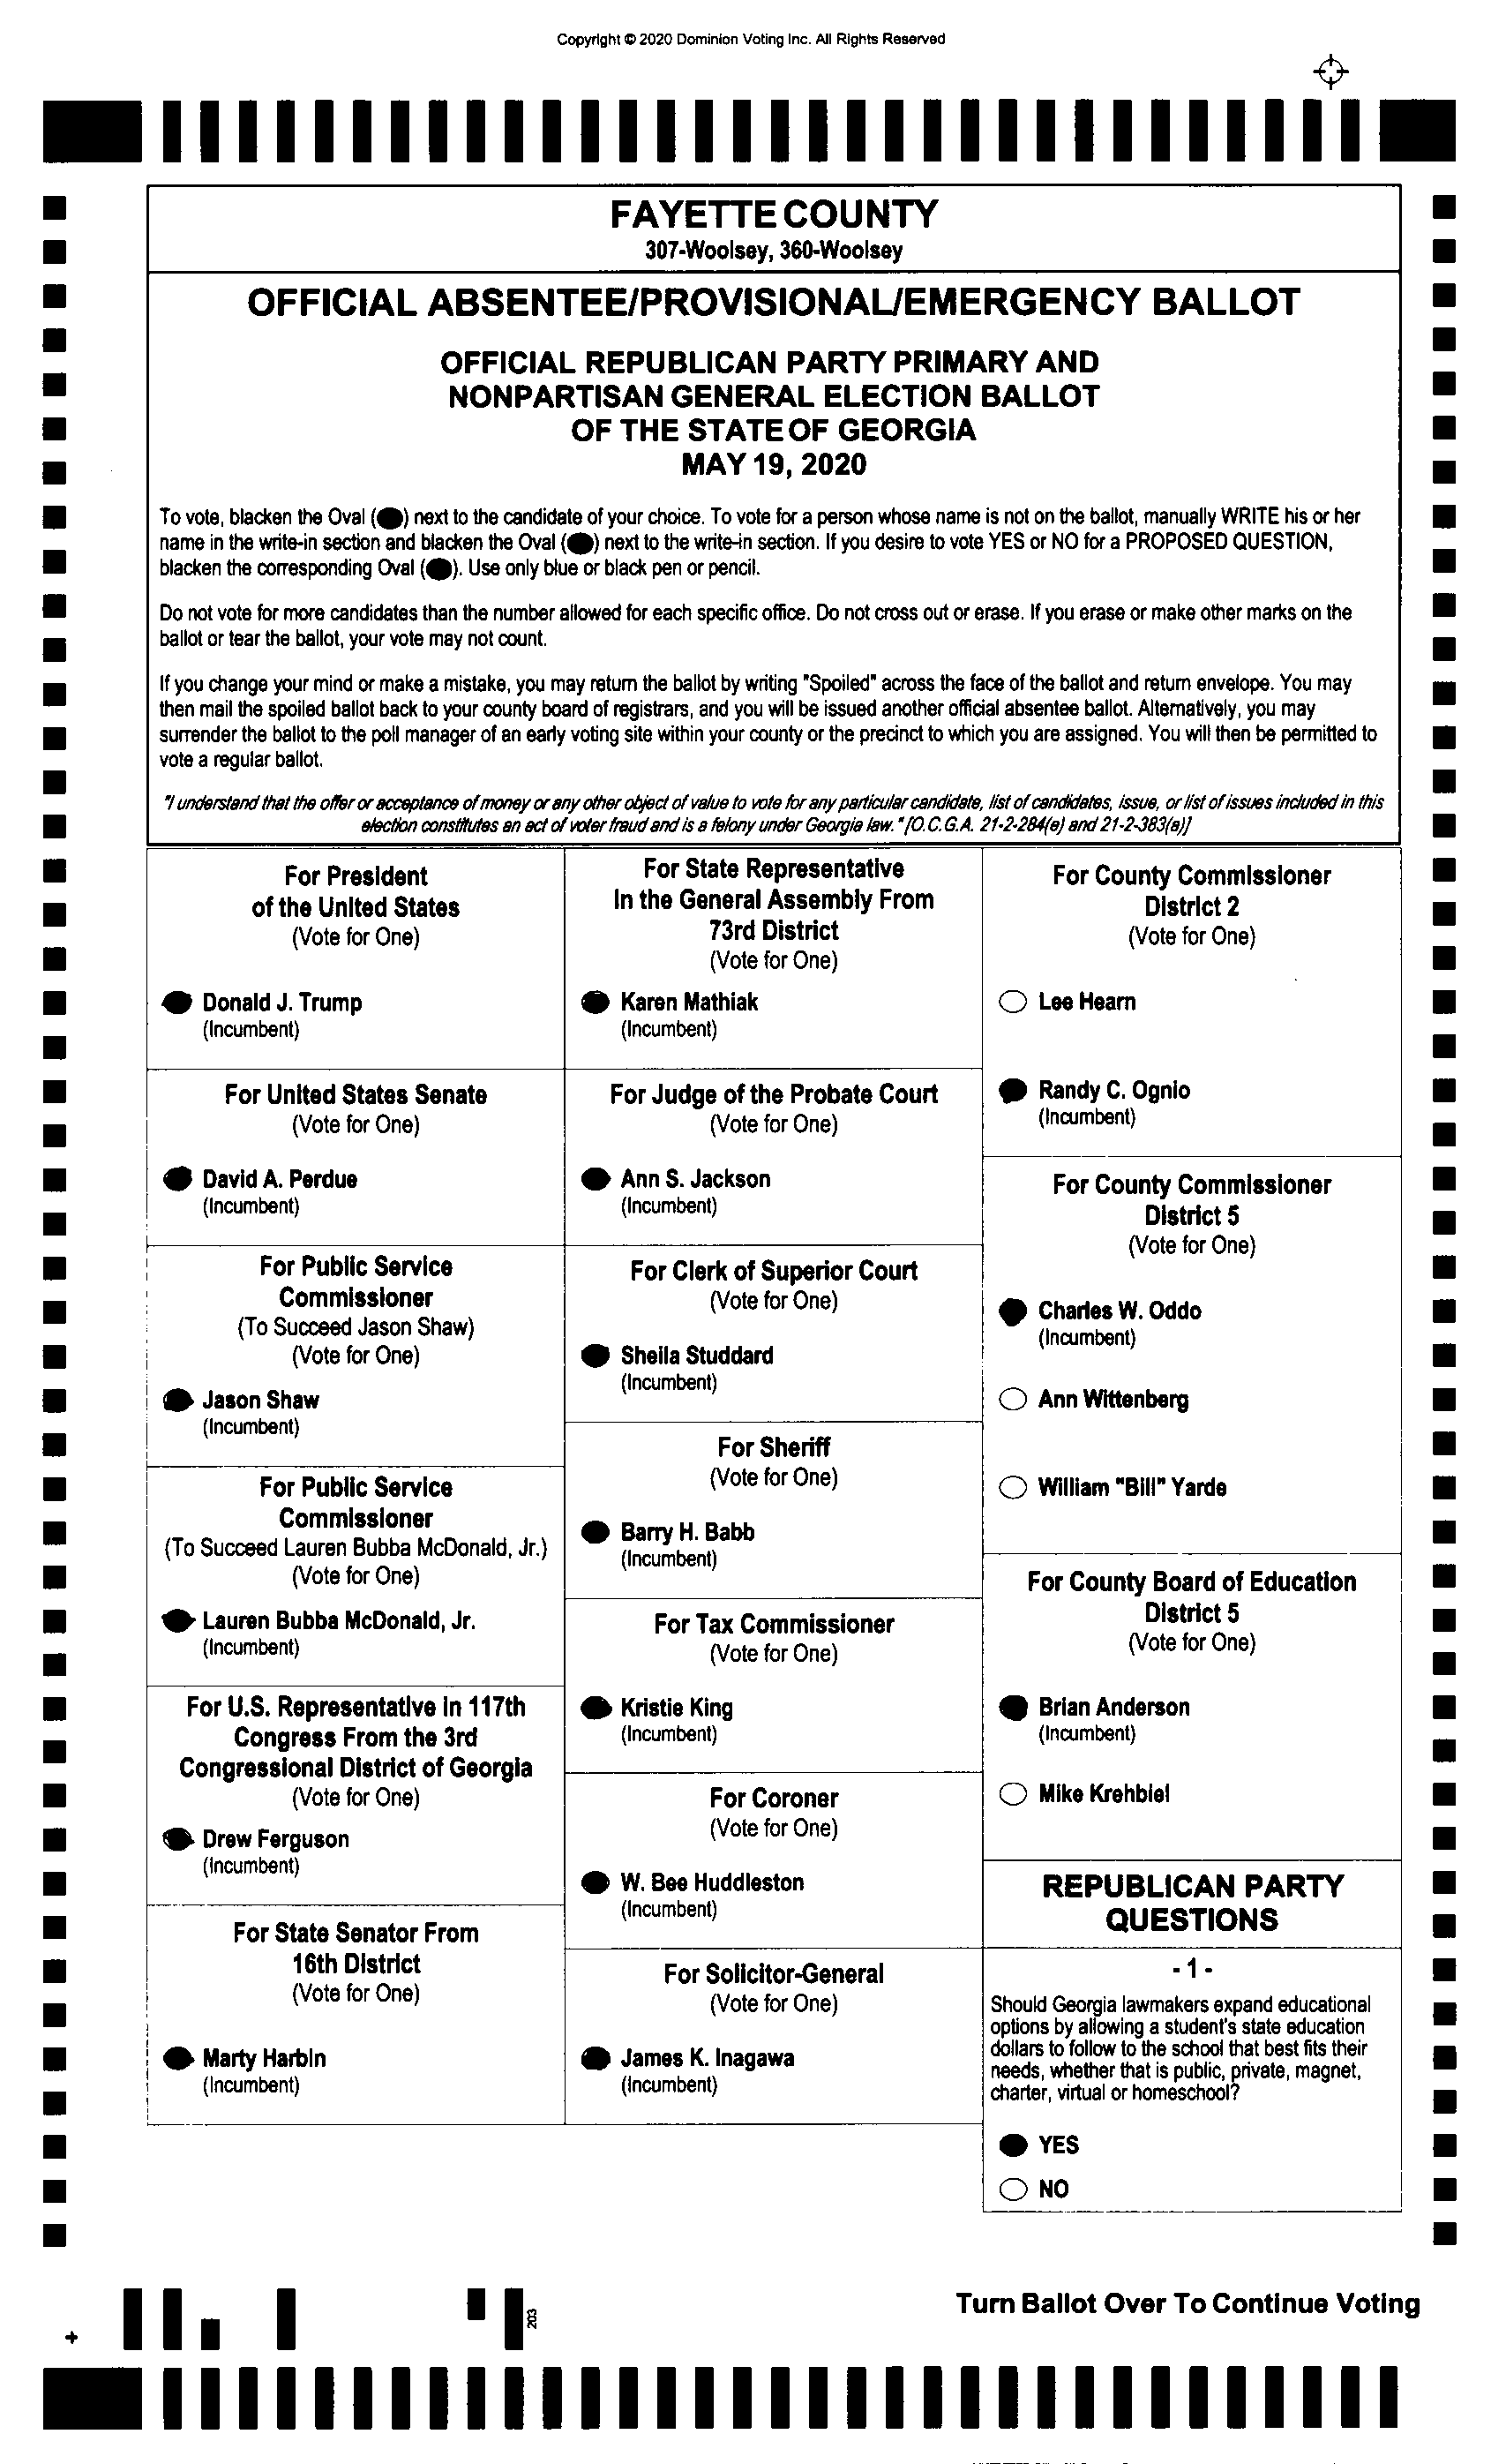 Copyright © 2020 Dominion Voting Inc. All Rights Reserved
FAYETTE COUNTY
307-Woolsey, 360-Woolsey
OFFICIAL ABSENTEE/PROVISIONAL/EMERGENCY BALLOT
OFFICIAL REPUBLICAN PARTY PRIMARY AND
NONPARTISAN GENERAL ELECTION BALLOT
OF THE STATE OF GEORGIA
MAY 19, 2020
To vote, blacken the Oval ( ) next to the candidate of your choice. To vote for a person whose name is not on the ballot, manually WRITE his or her
name in the write-in section and blacken the Oval ( ) next to the write-in section. If you desire to vote YES or NO for a PROPOSED QUESTION,
blacken the corresponding Oval ( ). Use only blue or black pen or pencil.
Do not vote for more candidates than the number allowed for each specific office. Do not cross out or erase. If you erase or make other marks on the
ballot or tear the ballot, your vote may not count.
If you change your mind or make a mistake, you may return the ballot by writing "Spoiled" across the face of the ballot and return envelope. You may
then mail the spoiled ballot back to your county board of registrars, and you will be issued another official absentee ballot. Alternatively, you may
surrender the ballot to the poll manager of an early voting site within your county or the precinct to which you are assigned. You will then be permitted to
vote a regular ballot.
"I understand that the offer or acceptance of money or any other object of value to vote for any particular candidate, list of candidates, issue, or list of issues included in this
election constitutes an act of voter fraud and is a felony under Georgia law." [O.C.G.A. 21-2-284(e) and 21-2-383(a)]
For President
of the United States
(Vote for One)
Donald J. Trump
(Incumbent)
For United States Senate
(Vote for One)
David A. Perdue
(Incumbent)
For Public Service
Commissioner
(To Succeed Jason Shaw)
(Vote for One)
Jason Shaw
(Incumbent)
For Public Service
Commissioner
(To Succeed Lauren Bubba McDonald, Jr.)
(Vote for One)
Lauren Bubba McDonald, Jr.
(Incumbent)
For U.S. Representative in 117th
Congress From the 3rd
Congressional District of Georgia
(Vote for One)
Drew Ferguson
(Incumbent)
For State Senator From
16th District
(Vote for One)
Marty Harbin
(Incumbent)
For State Representative
In the General Assembly From
73rd District
(Vote for One)
Karen Mathiak
(Incumbent)
For Judge of the Probate Court
(Vote for One)
Ann S. Jackson
(Incumbent)
For Clerk of Superior Court
(Vote for One)
Sheila Studdard
(Incumbent)
For Sheriff
(Vote for One)
Barry H. Babb
(Incumbent)
For Tax Commissioner
(Vote for One)
Kristie King
(Incumbent)
For Coroner
(Vote for One)
W. Bee Huddleston
(Incumbent)
For Solicitor-General
(Vote for One)
James K. Inagawa
(Incumbent)
For County Commissioner
District 2
(Vote for One)
Lee Hearn
Randy C. Ognio
(Incumbent)
For County Commissioner
District 5
(Vote for One)
Charles W. Oddo
(Incumbent)
Ann Wittenberg
William "Bill" Yarde
For County Board of Education
District 5
(Vote for One)
Brian Anderson
(Incumbent)
Mike Krehbiel
REPUBLICAN PARTY
QUESTIONS
- 1 -
Should Georgia lawmakers expand educational
options by allowing a student's state education
dollars to follow to the school that best fits their
needs, whether that is public, private, magnet,
charter, virtual or homeschool?
YES
NO
203
Turn Ballot Over To Continue Voting